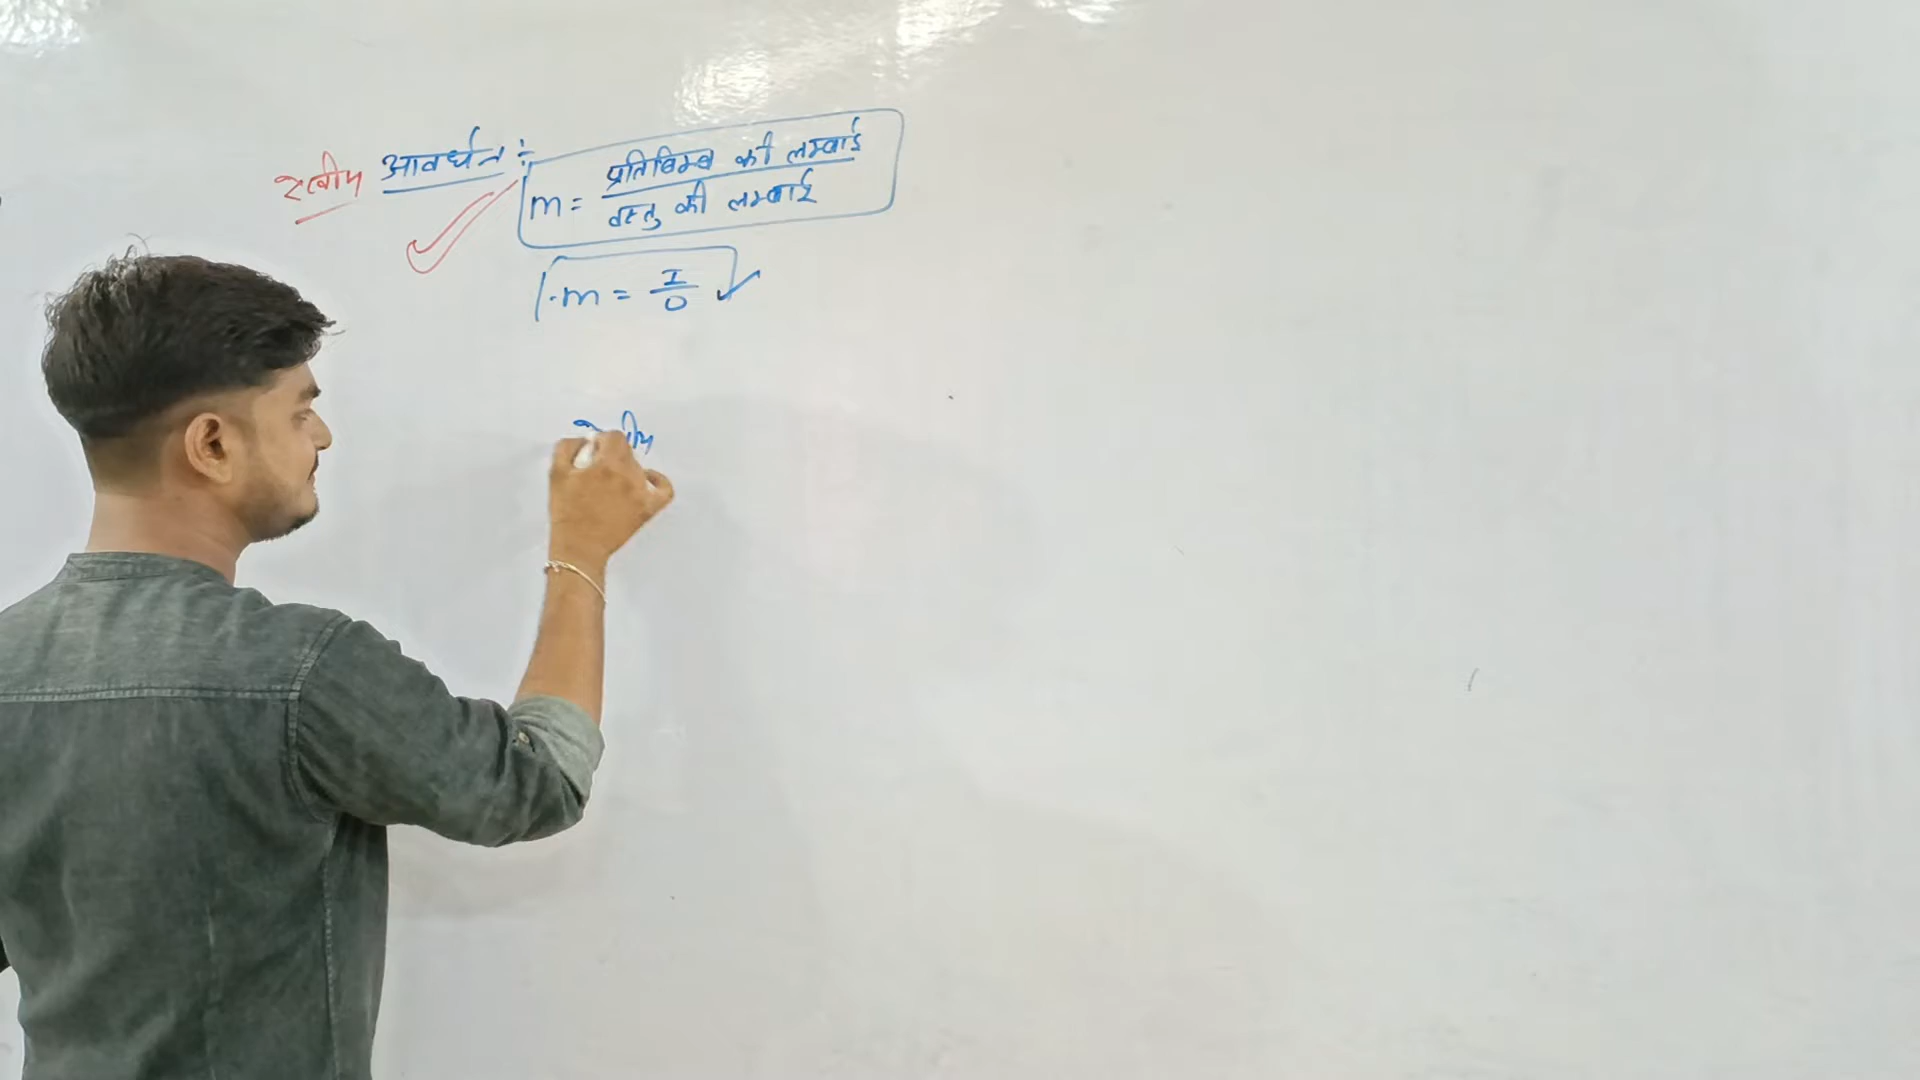 रेखीय आवर्धन ÷ m = प्रतिबिम्ब की लम्बाई
वस्तु की लम्बाई
m = I/O